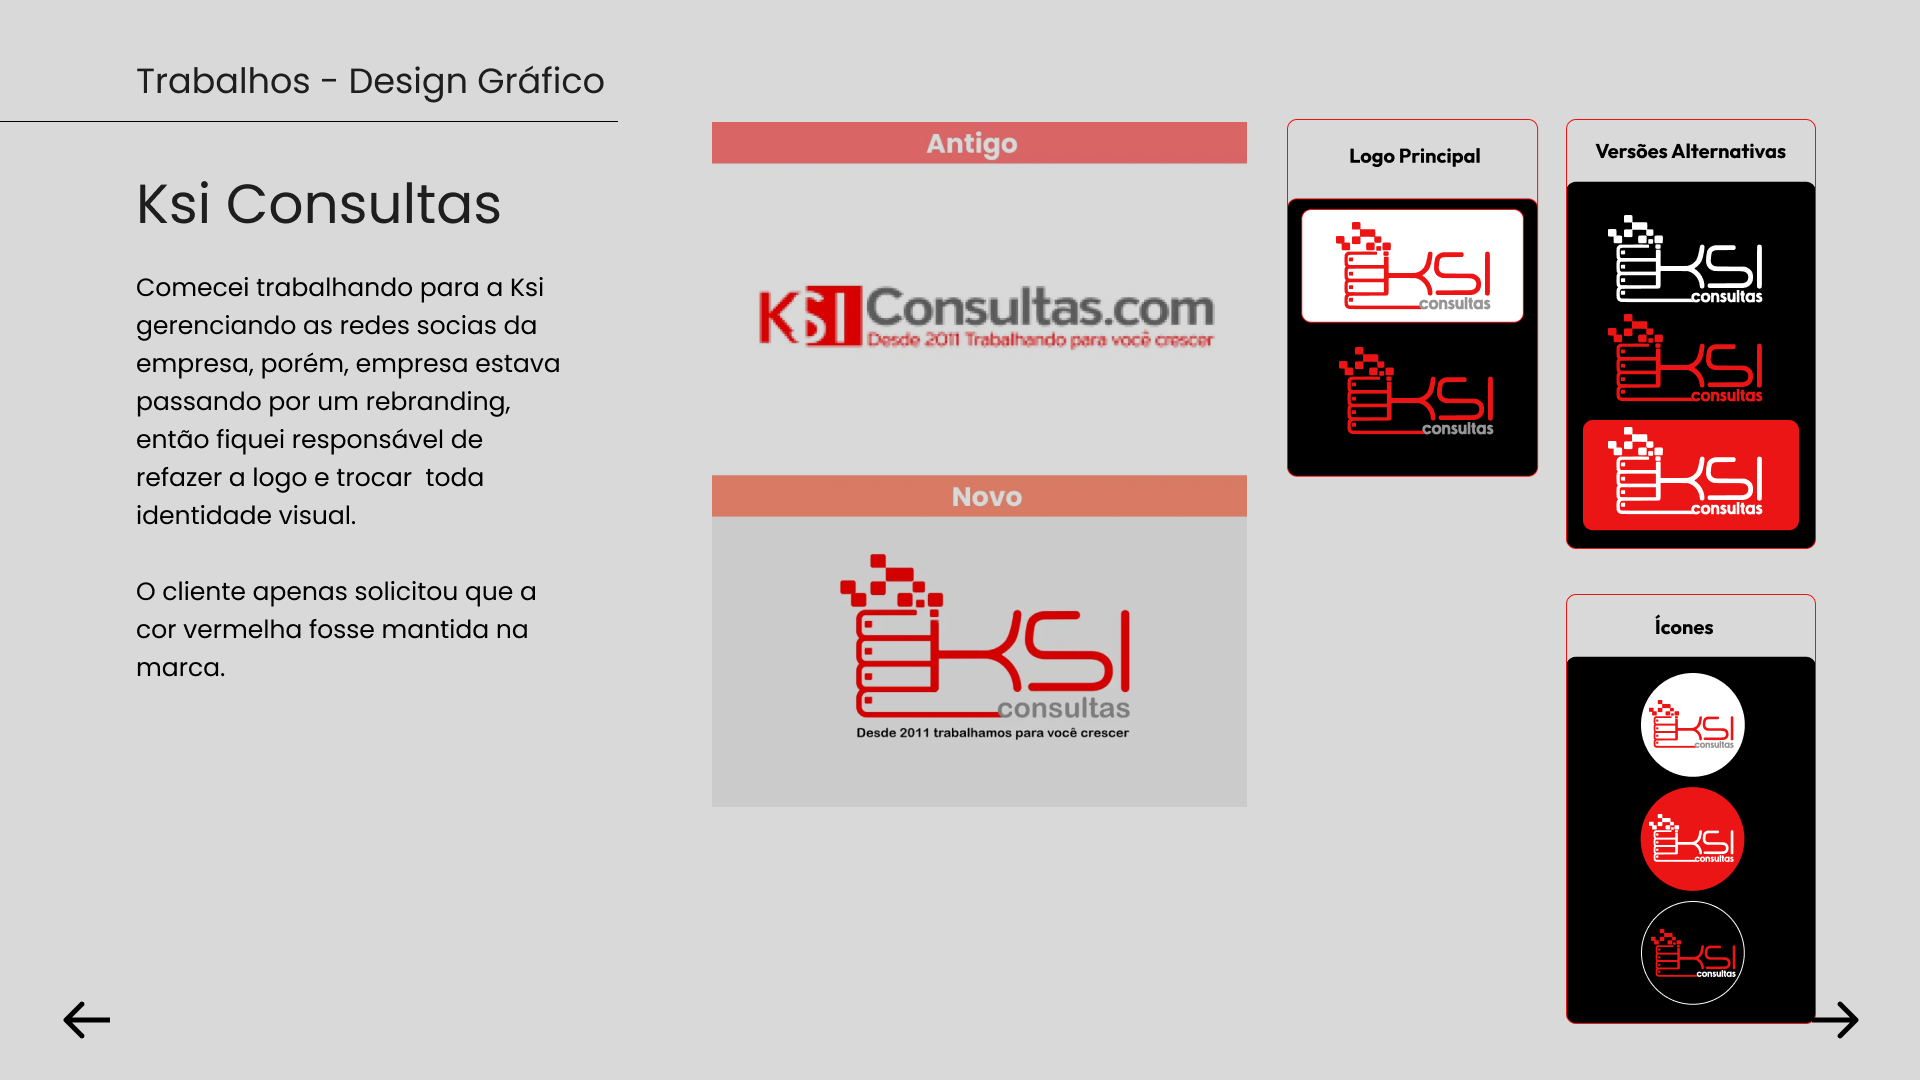 Trabalhos - Design Gráfico
Ksi Consultas
Comecei trabalhando para a Ksi
gerenciando as redes socias da
empresa, porém, empresa estava
passando por um rebranding,
então fiquei responsável de
refazer a logo e trocar  toda
identidade visual.
O cliente apenas solicitou que a
cor vermelha fosse mantida na
marca.
Antigo
KSI Consultas.com
Desde 2011 Trabalhando para você crescer
Novo
KSI
consultas
Desde 2011 trabalhamos para você crescer
Logo Principal
KSI
consultas
KSI
consultas
Versões Alternativas
KSI
consultas
KSI
consultas
KSI
consultas
Ícones
KSI
consultas
KSI
consultas
KSI
consultas